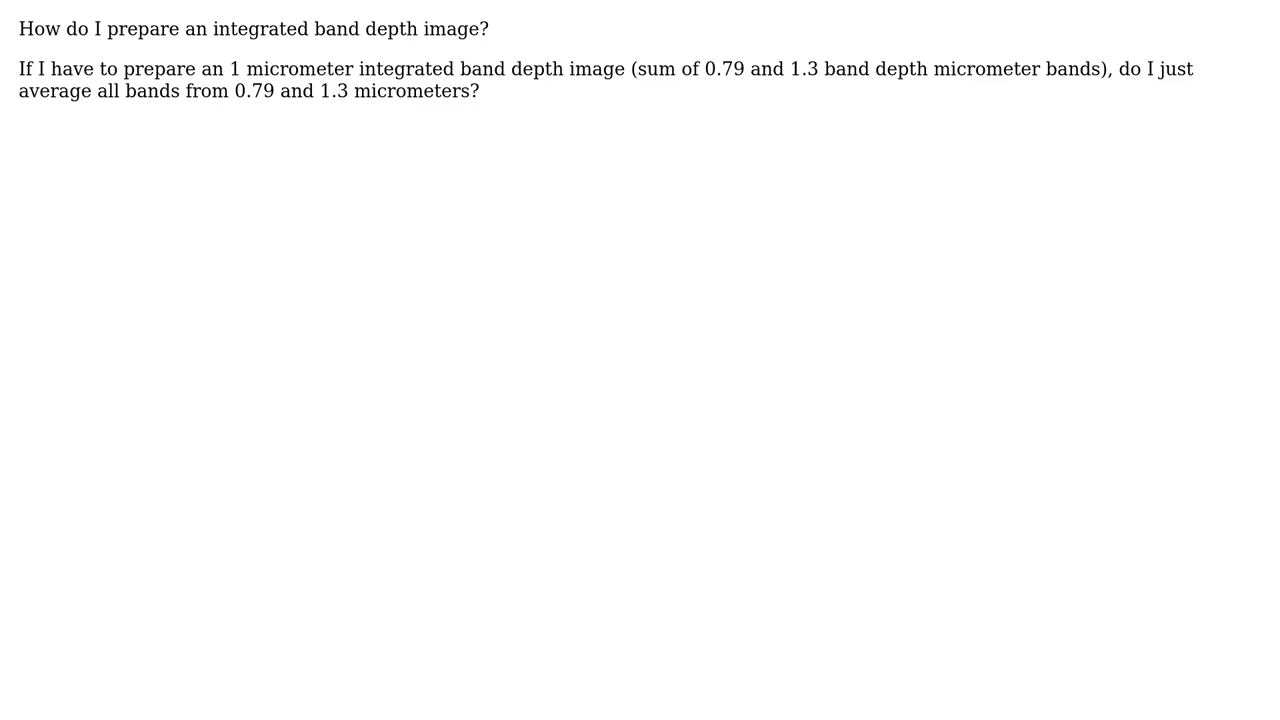 How do I prepare an integrated band depth image?
If I have to prepare an 1 micrometer integrated band depth image (sum of 0.79 and 1.3 band depth micrometer bands), do I just
average all bands from 0.79 and 1.3 micrometers?